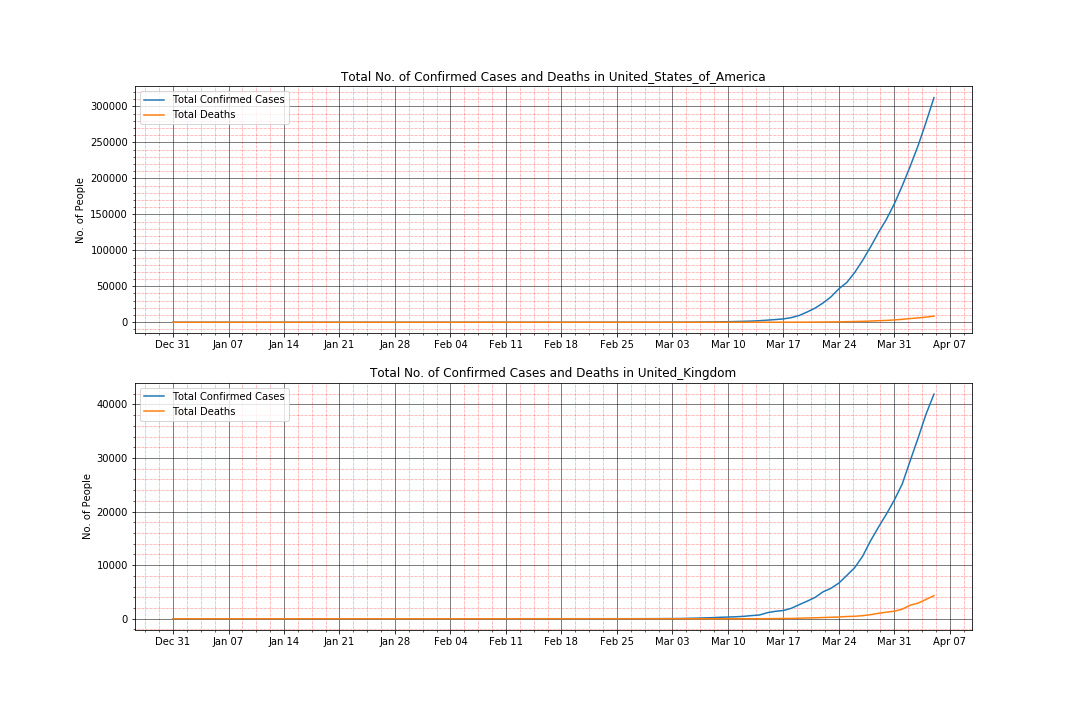 Total No. of Confirmed Cases and Deaths in United_States_of_America
Total Confirmed Cases
Total Deaths
No. of People
300000
250000
200000
150000
100000
50000
0
Dec 31 Jan 07 Jan 14 Jan 21 Jan 28 Feb 04 Feb 11 Feb 18 Feb 25 Mar 03 Mar 10 Mar 17 Mar 24 Mar 31 Apr 07
Total No. of Confirmed Cases and Deaths in United_Kingdom
Total Confirmed Cases
Total Deaths
No. of People
40000
30000
20000
10000
0
Dec 31 Jan 07 Jan 14 Jan 21 Jan 28 Feb 04 Feb 11 Feb 18 Feb 25 Mar 03 Mar 10 Mar 17 Mar 24 Mar 31 Apr 07